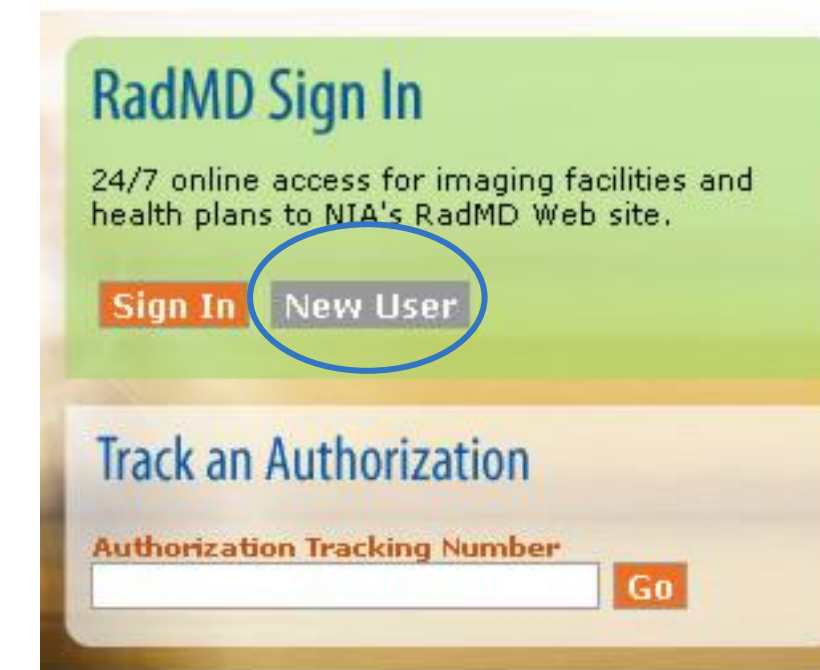 RadMD Sign In
24/7 online access for imaging facilities and
health plans to NIA's RadMD Web site.
Sign In New User
Track an Authorization
Authorization Tracking Number
Go